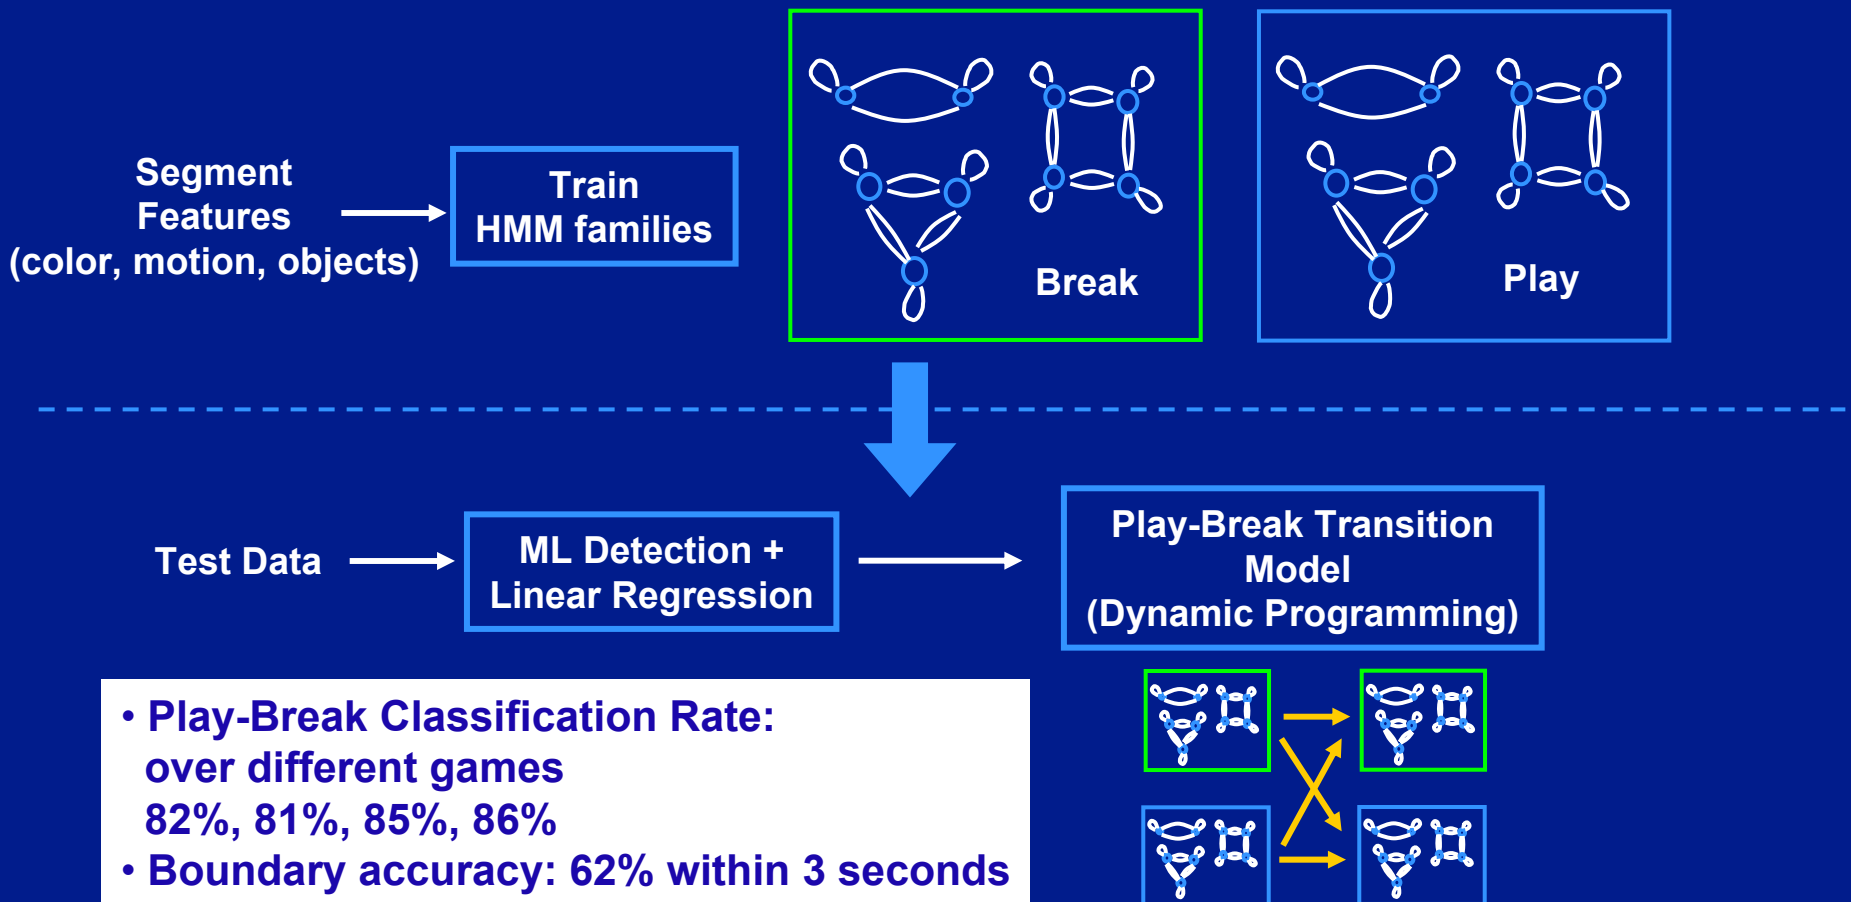 Segment
Features
(color, motion, objects)
Train
HMM families
Break
Play
Test Data
ML Detection +
Linear Regression
Play-Break Transition
Model
(Dynamic Programming)
• Play-Break Classification Rate:
over different games
82%, 81%, 85%, 86%
• Boundary accuracy: 62% within 3 seconds